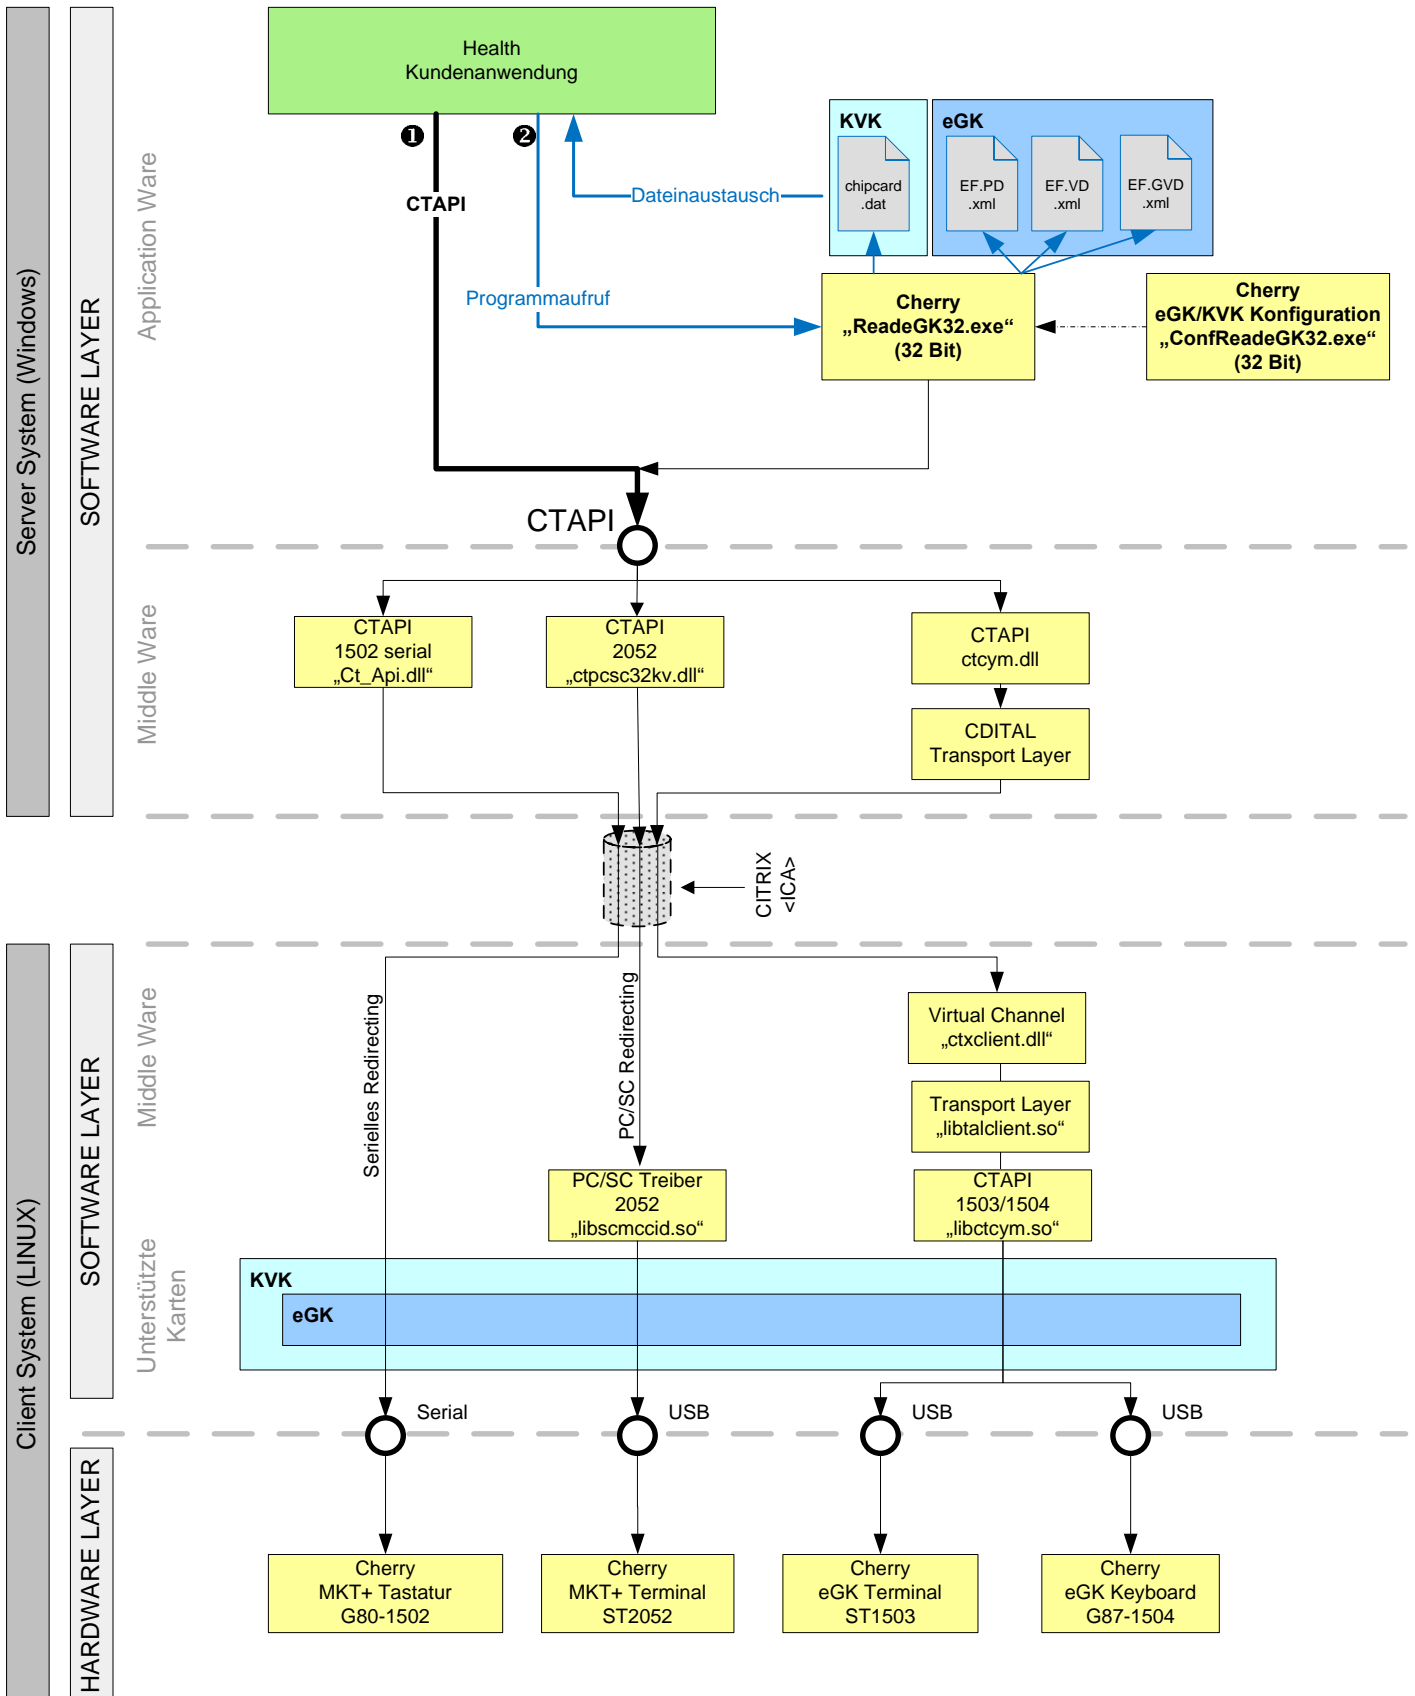 Server System (Windows)
SOFTWARE LAYER
Application Ware
Health
Kundenanwendung
❶
❷
CTAPI
Dateinaustausch
Programmaufruf
KVK
chipcard
.dat
eGK
EF.PD
.xml
EF.VD
.xml
EF.GVD
.xml
Cherry
„ReadeGK32.exe“
(32 Bit)
Cherry
eGK/KVK Konfiguration
„ConfReadeGK32.exe“
(32 Bit)
CTAPI
Middle Ware
CTAPI
1502 serial
„Ct_Api.dll“
CTAPI
2052
„ctpcsc32kv.dll“
CTAPI
ctcym.dll
CDITAL
Transport Layer
CITRIX
<ICA>
Client System (LINUX)
SOFTWARE LAYER
Middle Ware
Serielles Redirecting
PC/SC Redirecting
Virtual Channel
„ctxclient.dll“
Transport Layer
„libtalclient.so“
PC/SC Treiber
2052
„libscmccid.so“
CTAPI
1503/1504
„libctcym.so“
Unterstützte
Karten
KVK
eGK
Serial
USB
USB
USB
HARDWARE LAYER
Cherry
MKT+ Tastatur
G80-1502
Cherry
MKT+ Terminal
ST2052
Cherry
eGK Terminal
ST1503
Cherry
eGK Keyboard
G87-1504